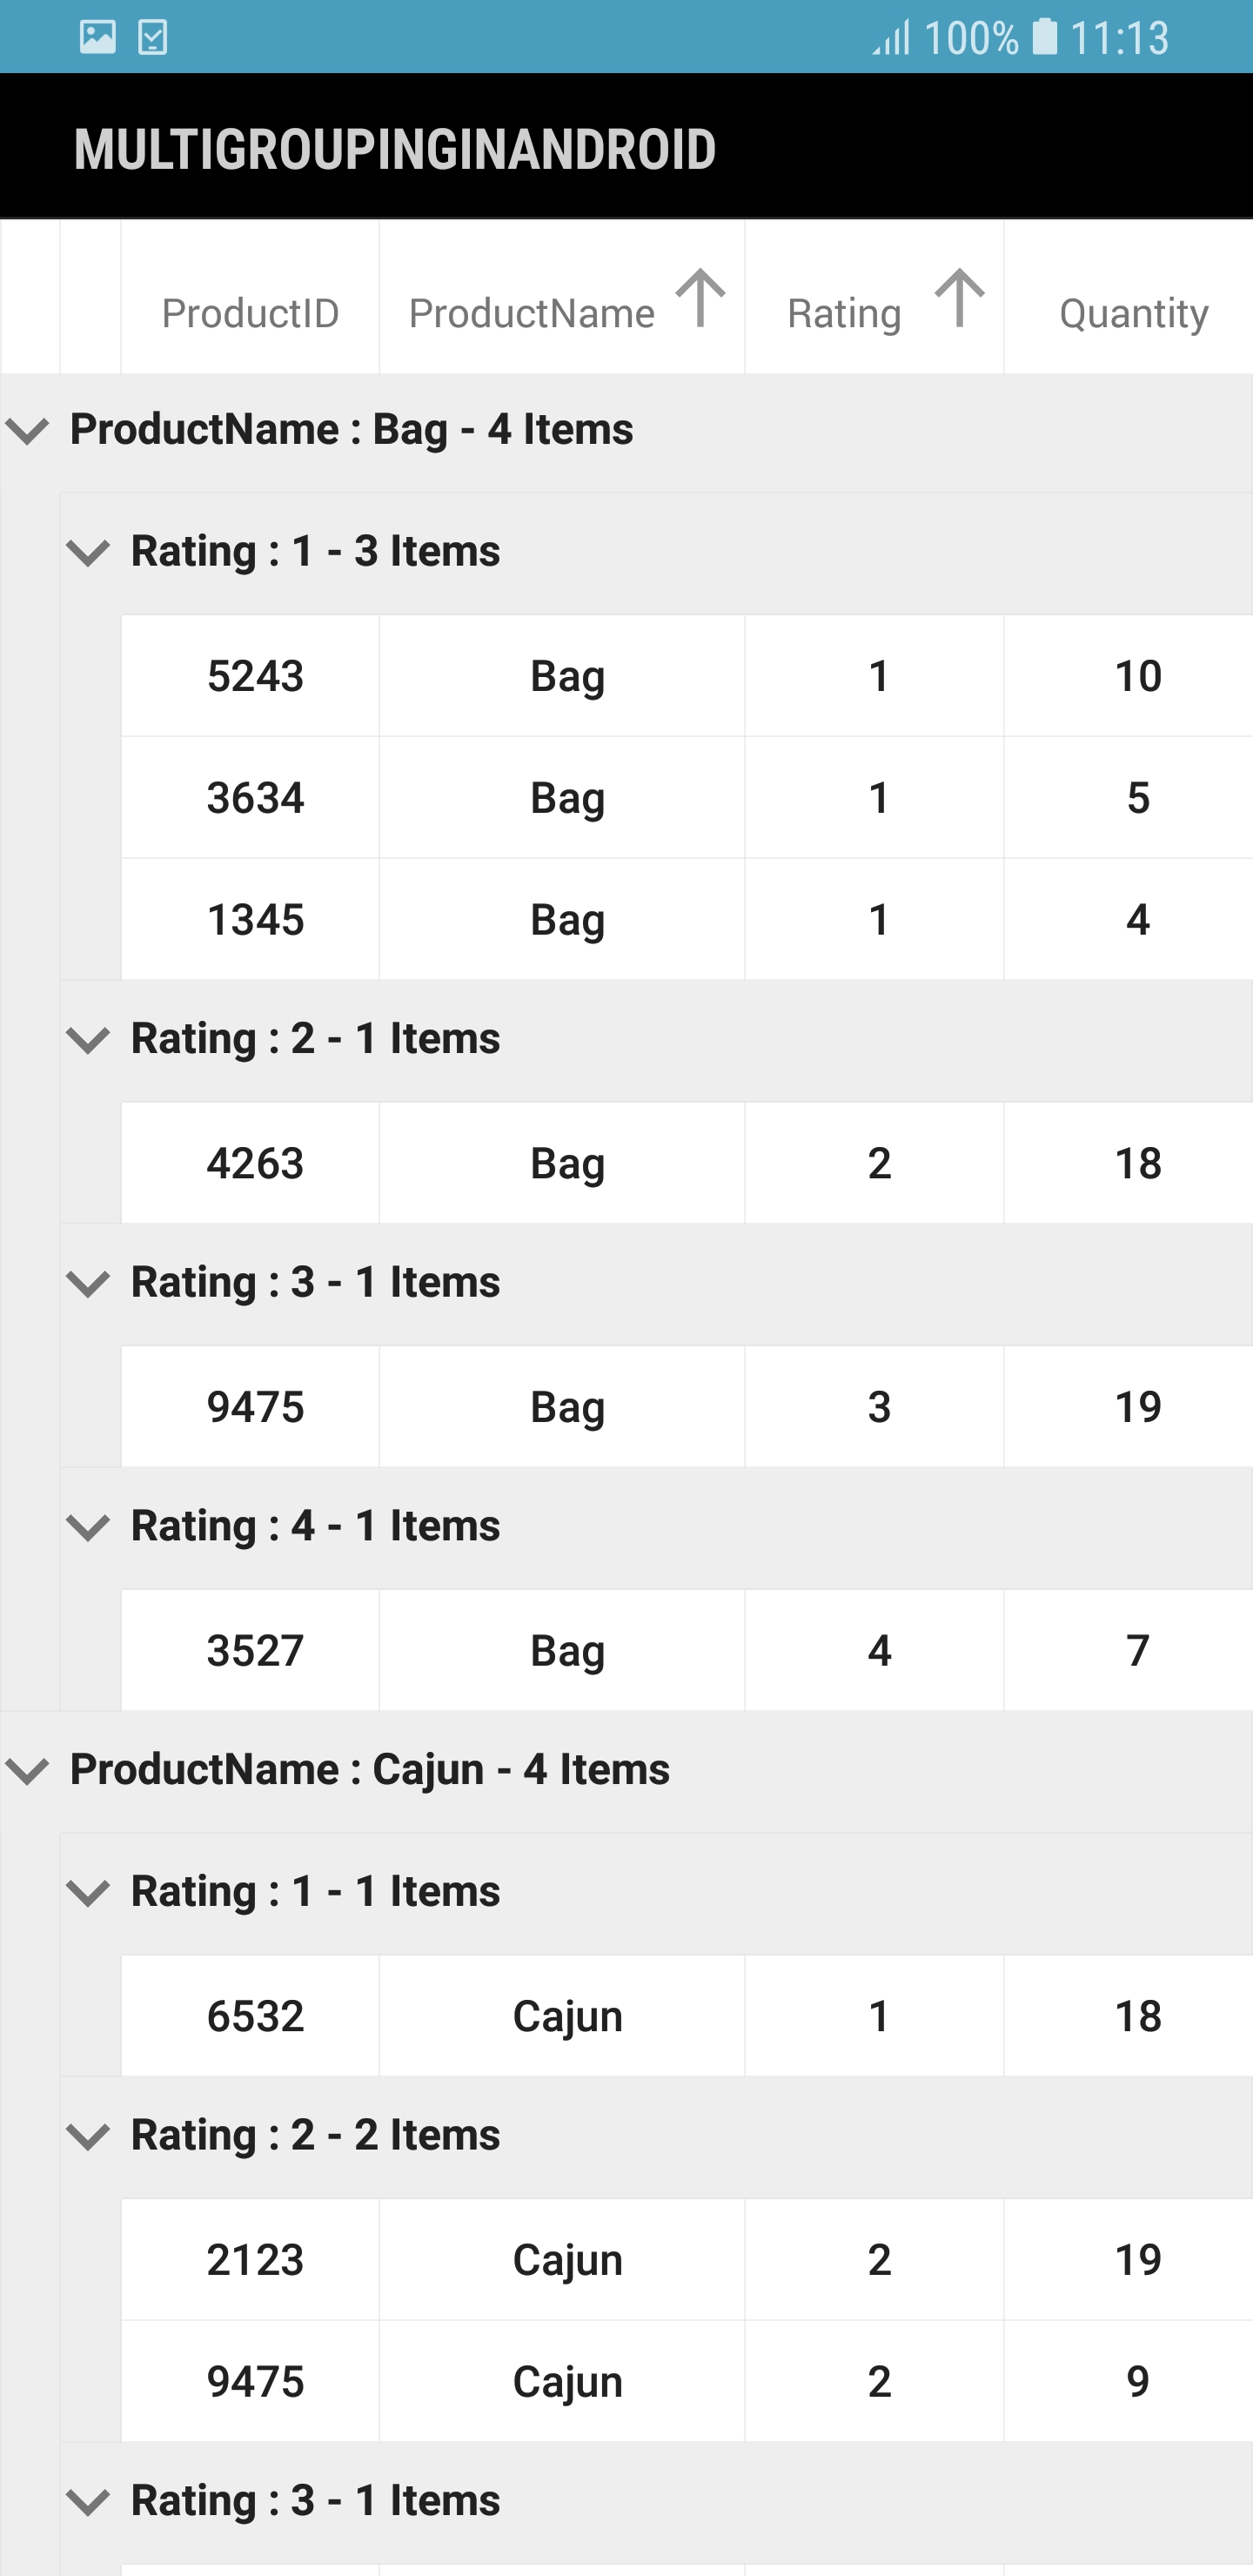 100% 11:13
MULTIGROUPINGINANDROID
ProductID ProductName Rating Quantity
ProductName : Bag - 4 Items
Rating : 1 - 3 Items
5243 Bag 1 10
3634 Bag 1 5
1345 Bag 1 4
Rating : 2 - 1 Items
4263 Bag 2 18
Rating : 3 - 1 Items
9475 Bag 3 19
Rating : 4 - 1 Items
3527 Bag 4 7
ProductName : Cajun - 4 Items
Rating : 1 - 1 Items
6532 Cajun 1 18
Rating : 2 - 2 Items
2123 Cajun 2 19
9475 Cajun 2 9
Rating : 3 - 1 Items